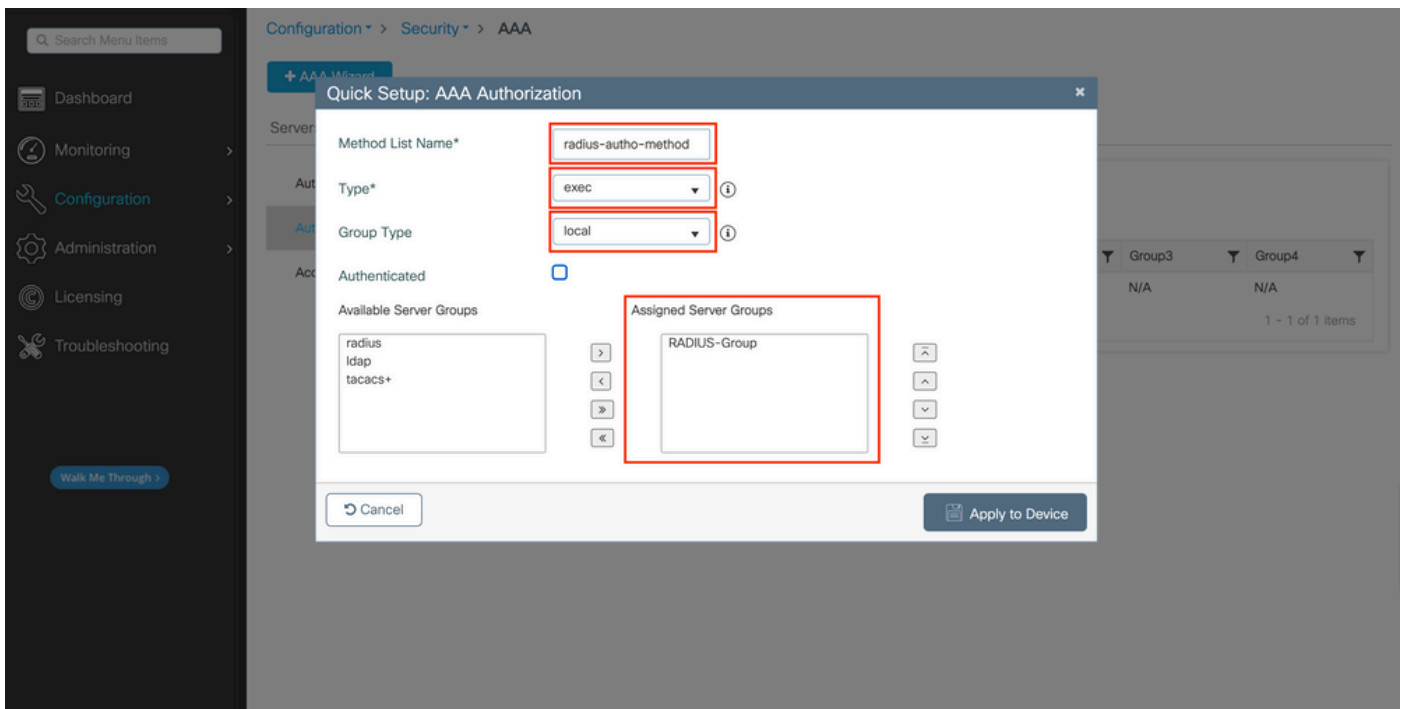 Search Menu Items
Dashboard
Monitoring
Configuration
Administration
Licensing
Troubleshooting
Walk Me Through >
Configuration > Security > AAA
+ AAA Wizard
Server
Aut
Aut
Acc
Quick Setup: AAA Authorization
Method List Name* radius-autho-method
Type* exec
Group Type local
Authenticated
Available Server Groups Assigned Server Groups
radius RADIUS-Group
ldap
tacacs+
Cancel Apply to Device
Group3 Group4
N/A N/A
1 - 1 of 1 items